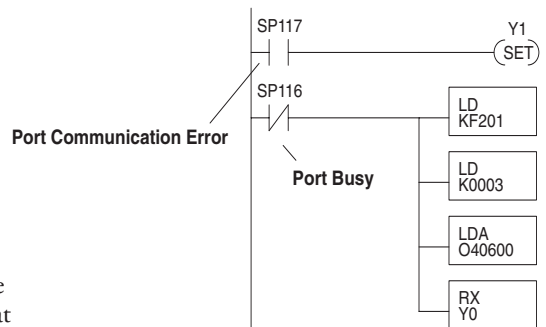 SP117
Y1
SET
SP116
Port Communication Error
Port Busy
LD
KF201
LD
K0003
LDA
O40600
RX
Y0